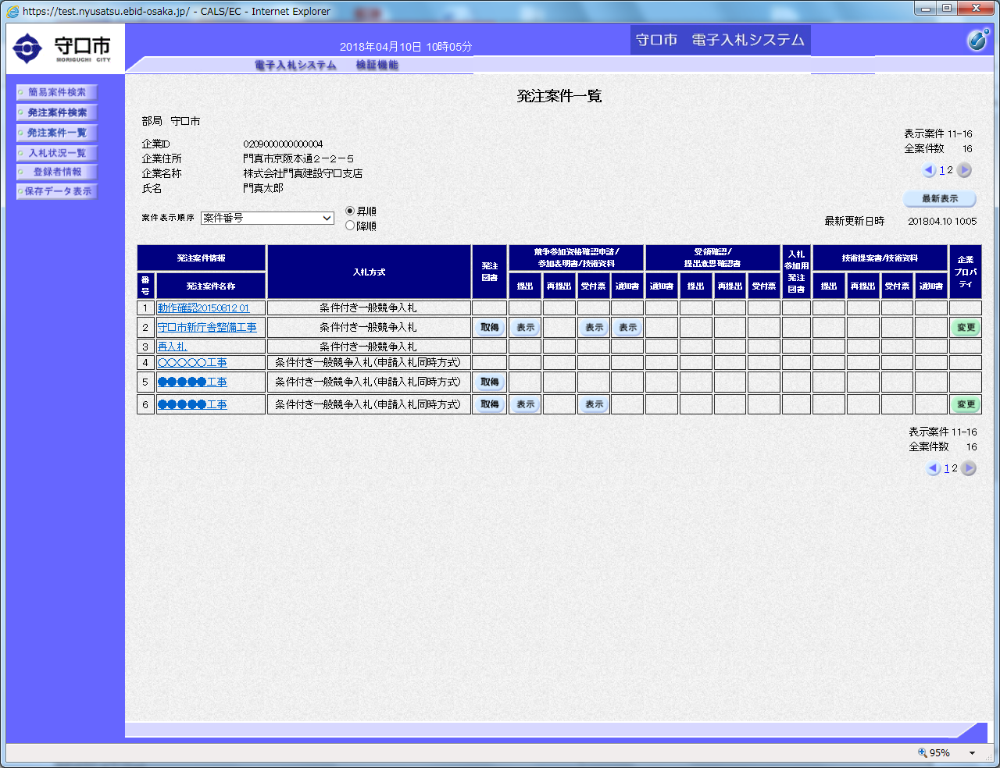 https://test.nyusatsu.ebid-osaka.jp/ - CALS/EC - Internet Explorer
守口市
MORIGUCHI CITY
2018年04月10日 10時05分
守口市 電子入札システム
電子入札システム 検証機能
簡易案件検索
発注案件検索
発注案件一覧
入札状況一覧
登録者情報
保存データ表示
発注案件一覧
部局 守口市
企業ID 0209000000000004
企業住所 門真市京阪本通２－２－５
企業名称 株式会社門真建設守口支店
氏名 門真太郎
表示案件 11-16
全案件数 16
1 2
最新表示
案件表示順序 案件番号 昇順
降順
最新更新日時 2018.04.10 10:05
発注案件情報 入札方式 発注図書 競争参加資格確認申請/参加表明書/技術資料 受領確認/提出意思確認書 入札参加用発注図書 技術提案書/技術資料 企業プロパティ
番号 発注案件名称 提出 再提出 受付票 通知書 通知書 提出 再提出 受付票 提出 再提出 受付票 通知書
1 動作確認20150812 01 条件付き一般競争入札
2 守口市新庁舎整備工事 条件付き一般競争入札 取得 表示 表示 表示 変更
3 再入札 条件付き一般競争入札
4 ○○○○○工事 条件付き一般競争入札(申請入札同時方式)
5 ●●●●●工事 条件付き一般競争入札(申請入札同時方式) 取得
6 ●●●●●工事 条件付き一般競争入札(申請入札同時方式) 取得 表示 表示 変更
表示案件 11-16
全案件数 16
1 2
95%